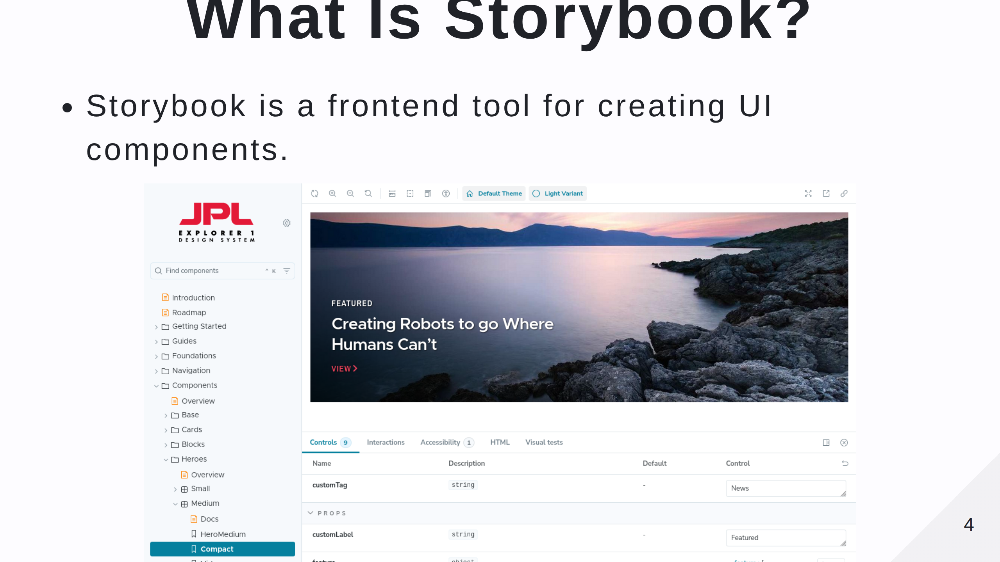 What Is Storybook?
• Storybook is a frontend tool for creating UI
components.
JPL
EXPLORER 1
DESIGN SYSTEM
Find components ^ K
Introduction
Roadmap
Getting Started
Guides
Foundations
Navigation
Components
Overview
Base
Cards
Blocks
Heroes
Overview
Small
Medium
Docs
HeroMedium
Compact
Default Theme Light Variant
FEATURED
Creating Robots to go Where
Humans Can’t
VIEW
Controls 9 Interactions Accessibility 1 HTML Visual tests
Name Description Default Control
customTag string - News
PROPS
customLabel string - Featured
4